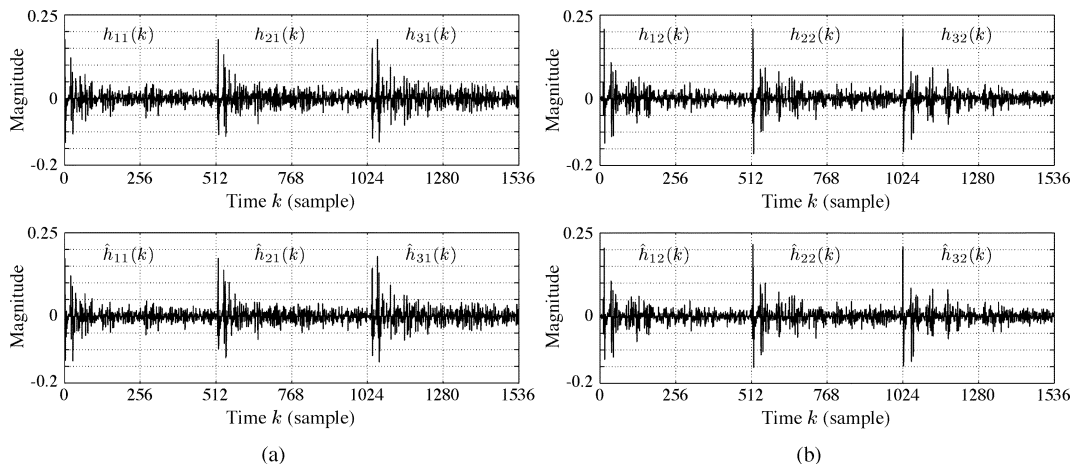 0.25
h₁₁(k)
h₂₁(k)
h₃₁(k)
Magnitude
0
-0.2
0
256
512
768
1024
1280
1536
Time k (sample)
0.25
ĥ₁₁(k)
ĥ₂₁(k)
ĥ₃₁(k)
Magnitude
0
-0.2
0
256
512
768
1024
1280
1536
Time k (sample)
(a)
0.25
h₁₂(k)
h₂₂(k)
h₃₂(k)
Magnitude
0
-0.2
0
256
512
768
1024
1280
1536
Time k (sample)
0.25
ĥ₁₂(k)
ĥ₂₂(k)
ĥ₃₂(k)
Magnitude
0
-0.2
0
256
512
768
1024
1280
1536
Time k (sample)
(b)